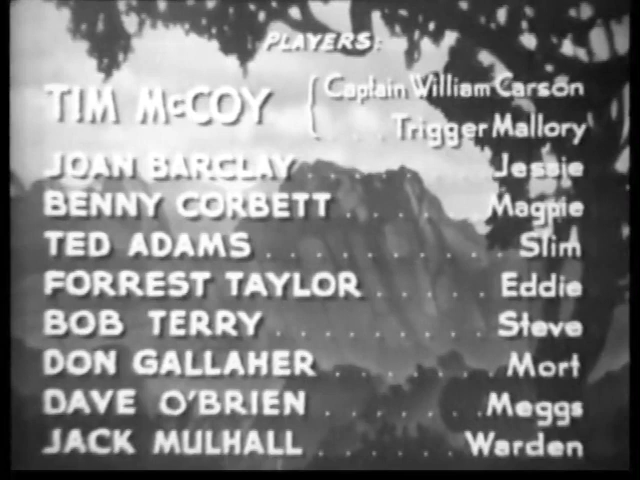 PLAYERS:
TIM McCOY { Captain William Carson
Trigger Mallory
JOAN BARCLAY . . . . . . . . . Jessie
BENNY CORBETT . . . . . . Magpie
TED ADAMS . . . . . . . . . . . Slim
FORREST TAYLOR . . . . . . Eddie
BOB TERRY . . . . . . . . . . Steve
DON GALLAHER . . . . . . . . Mort
DAVE O'BRIEN . . . . . . . Meggs
JACK MULHALL . . . . . . . Warden